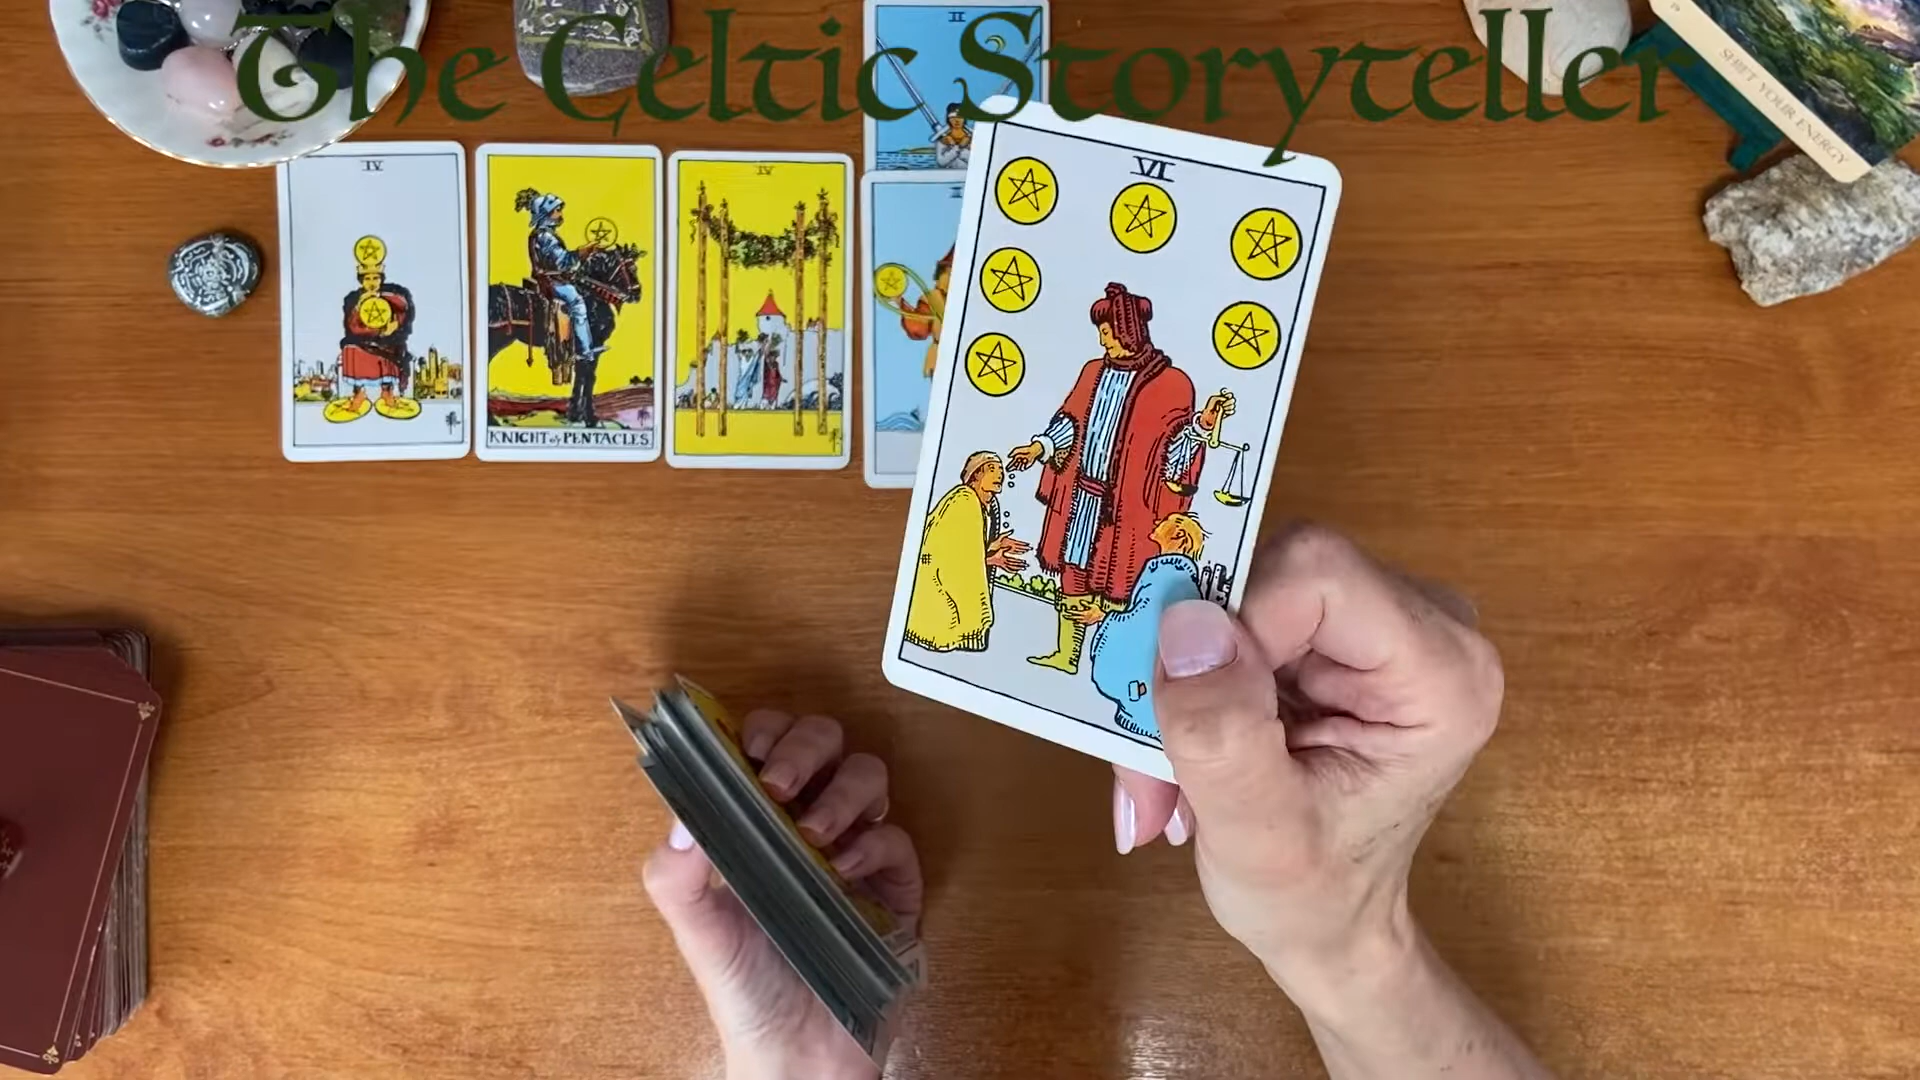 The Celtic Storyteller
II
SHIFT YOUR ENERGY
IV
KNIGHT of PENTACLES
IV
VI